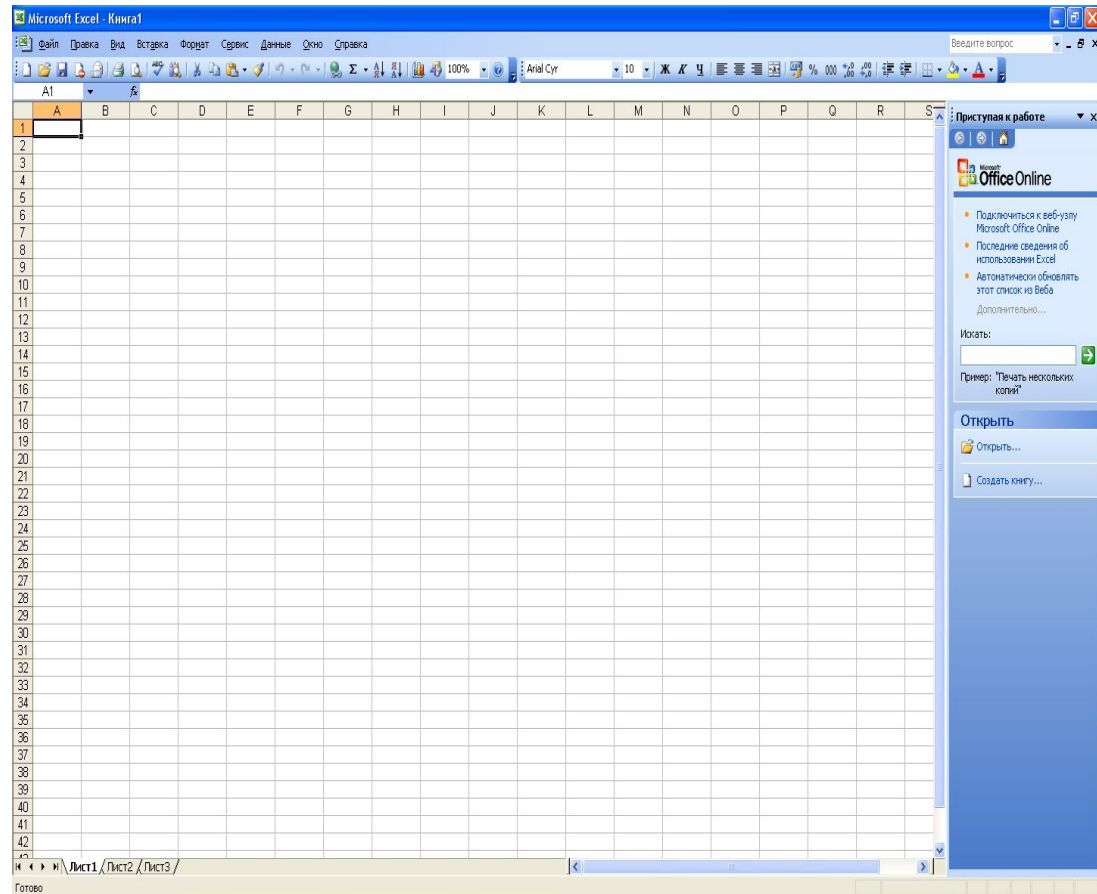 Microsoft Excel - Книга1
Файл Правка Вид Вставка Формат Сервис Данные Окно Справка Введите вопрос
100% Arial Cyr 10 Ж К Ч % 000
A1 fx
A B C D E F G H I J K L M N O P Q R S
Приступая к работе
1
2
3
4
5
6
7
8
9
10
11
12
13
14
15
16
17
18
19
20
21
22
23
24
25
26
27
28
29
30
31
32
33
34
35
36
37
38
39
40
41
42
43
Microsoft
Office Online
Подключиться к веб-узлу
Microsoft Office Online
Последние сведения об
использовании Excel
Автоматически обновлять
этот список из Веба
Дополнительно...
Искать:
Пример: "Печать нескольких
копий"
Открыть
Открыть...
Создать книгу...
Лист1 Лист2 Лист3
Готово